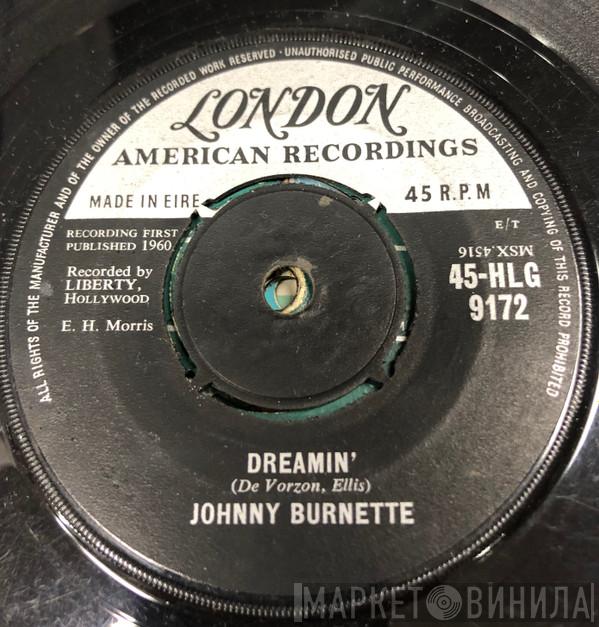 ALL RIGHTS OF THE MANUFACTURER AND OF THE OWNER OF THE RECORDED WORK RESERVED · UNAUTHORISED PUBLIC PERFORMANCE BROADCASTING AND COPYING OF THIS RECORD PROHIBITED
LONDON
AMERICAN RECORDINGS
MADE IN EIRE
45 R.P.M
RECORDING FIRST
PUBLISHED 1960
E/T
MSX.4516
Recorded by
LIBERTY,
HOLLYWOOD
45-HLG
9172
E. H. Morris
DREAMIN'
(De Vorzon, Ellis)
JOHNNY BURNETTE
МАРКЕТ ВИНИЛА